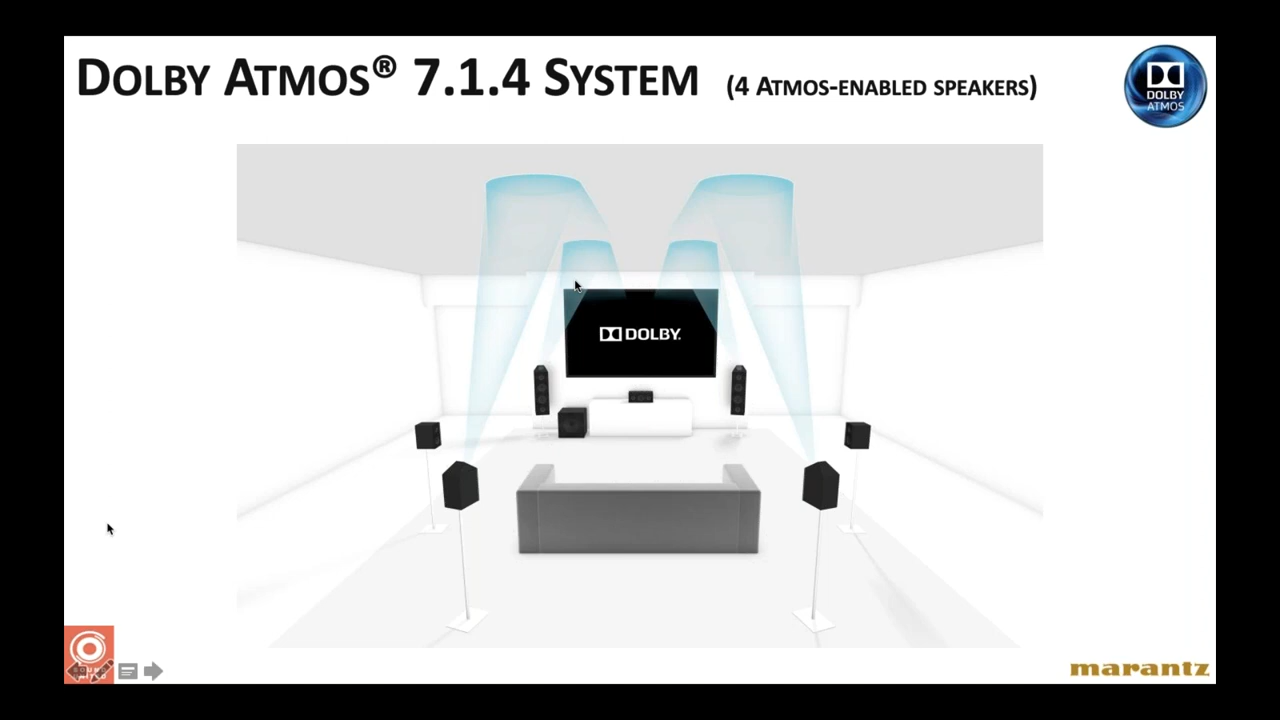 DOLBY ATMOS® 7.1.4 SYSTEM (4 ATMOS-ENABLED SPEAKERS)
DOLBY
ATMOS
DOLBY.
marantz